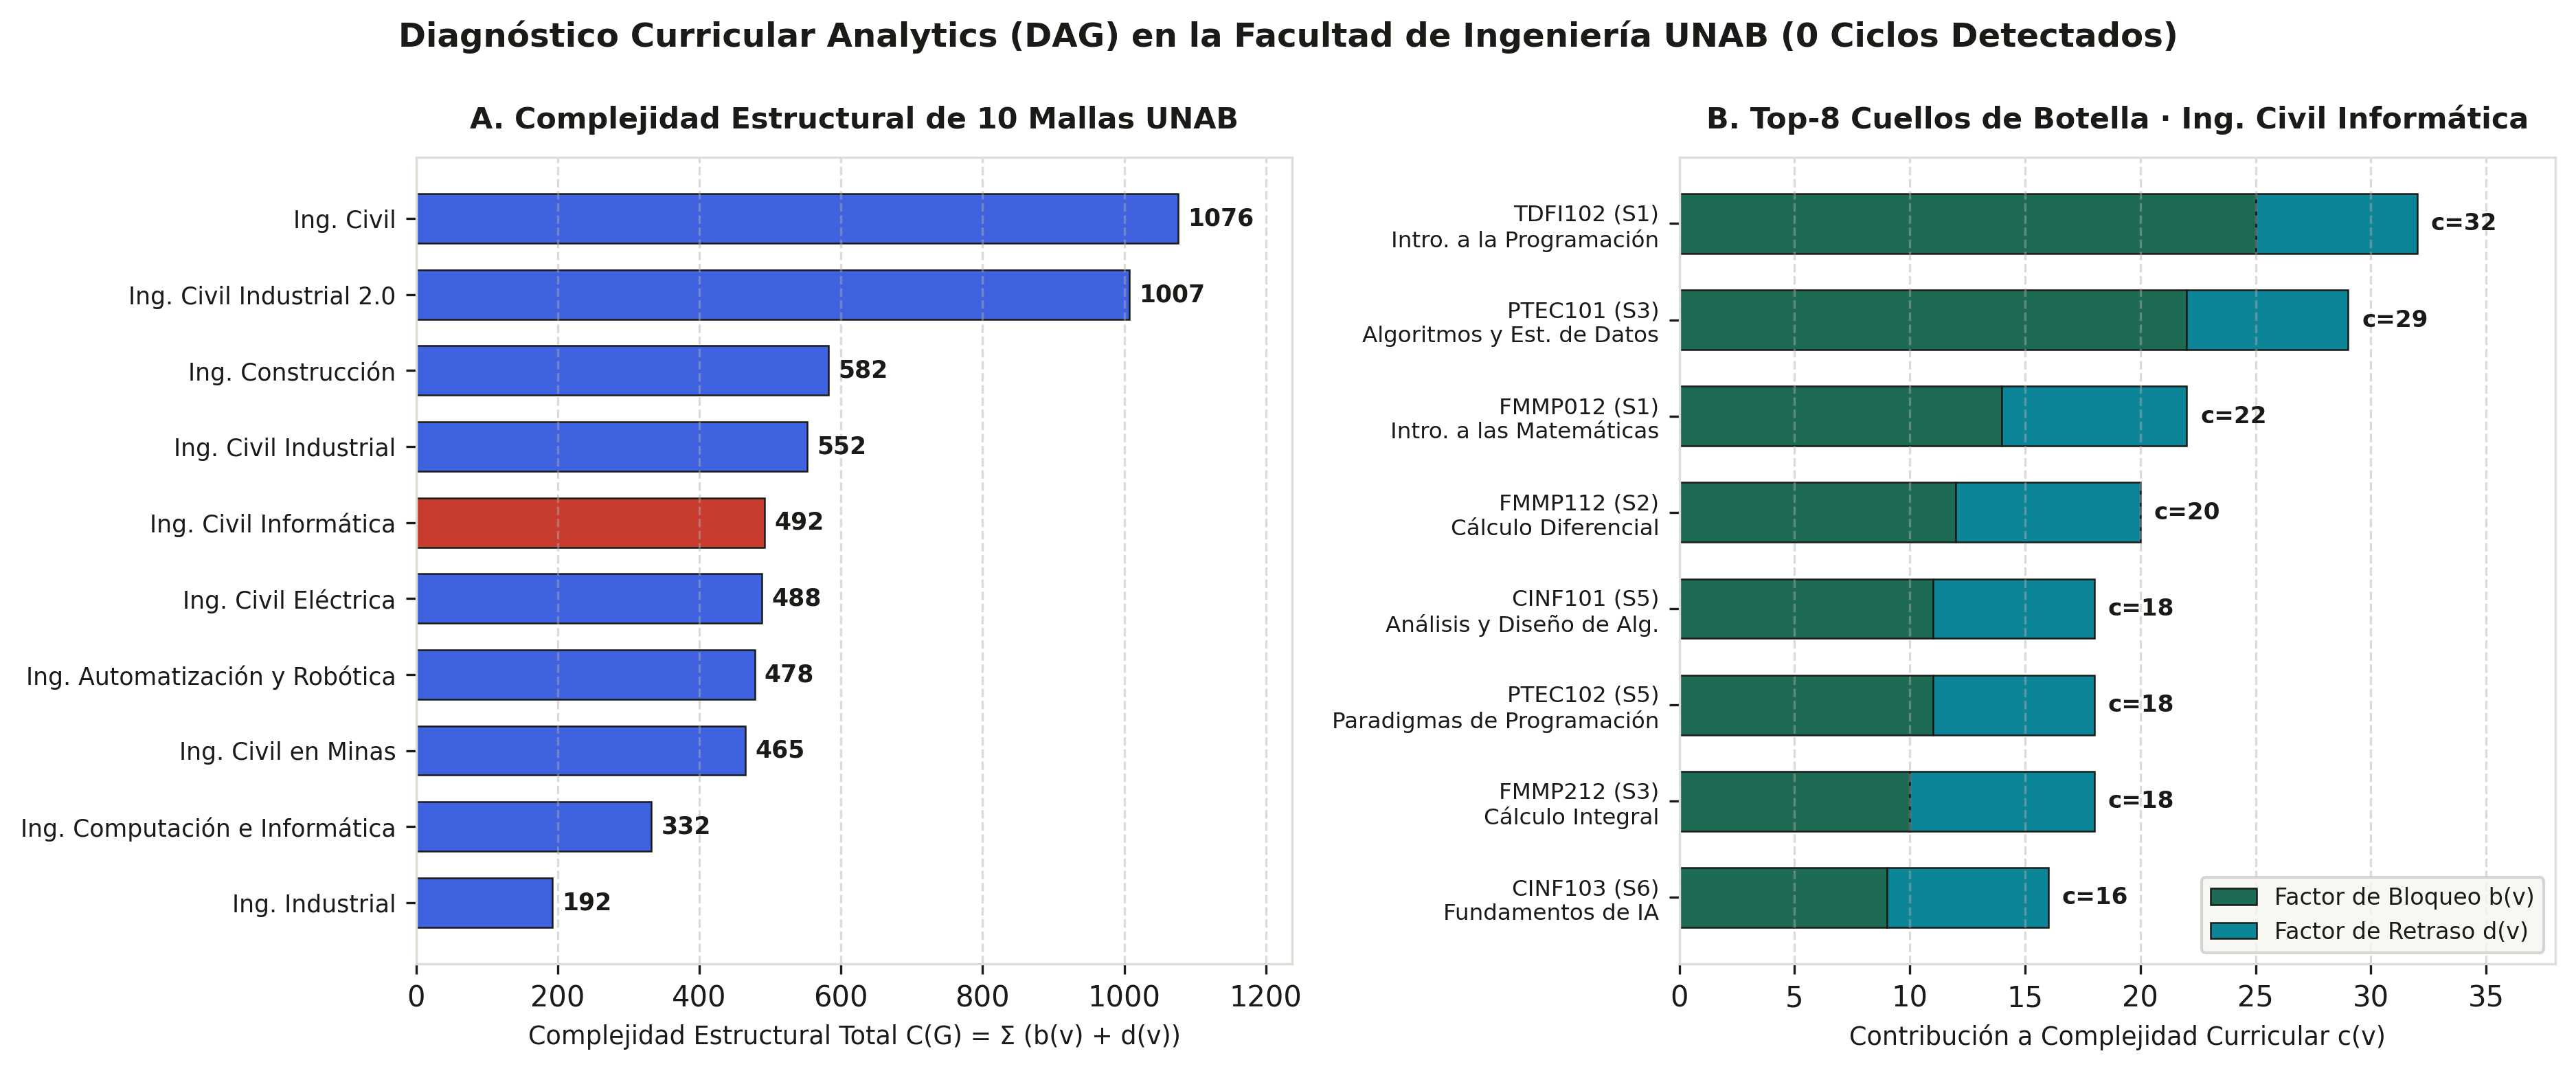 Diagnóstico Curricular Analytics (DAG) en la Facultad de Ingeniería UNAB (0 Ciclos Detectados)
A. Complejidad Estructural de 10 Mallas UNAB
Ing. Civil
1076
Ing. Civil Industrial 2.0
1007
Ing. Construcción
582
Ing. Civil Industrial
552
Ing. Civil Informática
492
Ing. Civil Eléctrica
488
Ing. Automatización y Robótica
478
Ing. Civil en Minas
465
Ing. Computación e Informática
332
Ing. Industrial
192
0 200 400 600 800 1000 1200
Complejidad Estructural Total C(G) = Σ (b(v) + d(v))
B. Top-8 Cuellos de Botella · Ing. Civil Informática
TDFI102 (S1)
Intro. a la Programación
c=32
PTEC101 (S3)
Algoritmos y Est. de Datos
c=29
FMMP012 (S1)
Intro. a las Matemáticas
c=22
FMMP112 (S2)
Cálculo Diferencial
c=20
CINF101 (S5)
Análisis y Diseño de Alg.
c=18
PTEC102 (S5)
Paradigmas de Programación
c=18
FMMP212 (S3)
Cálculo Integral
c=18
CINF103 (S6)
Fundamentos de IA
c=16
Factor de Bloqueo b(v)
Factor de Retraso d(v)
0 5 10 15 20 25 30 35
Contribución a Complejidad Curricular c(v)